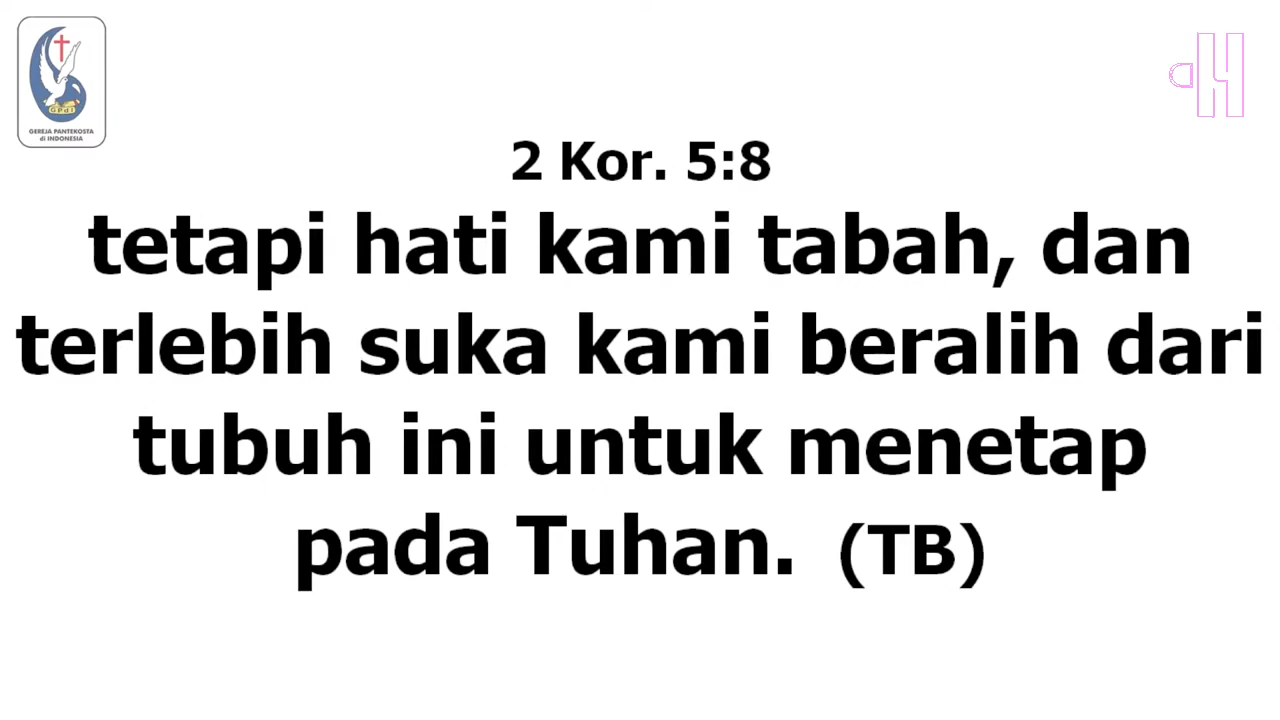 GPdI
GEREJA PANTEKOSTA
di INDONESIA
2 Kor. 5:8
tetapi hati kami tabah, dan
terlebih suka kami beralih dari
tubuh ini untuk menetap
pada Tuhan. (TB)